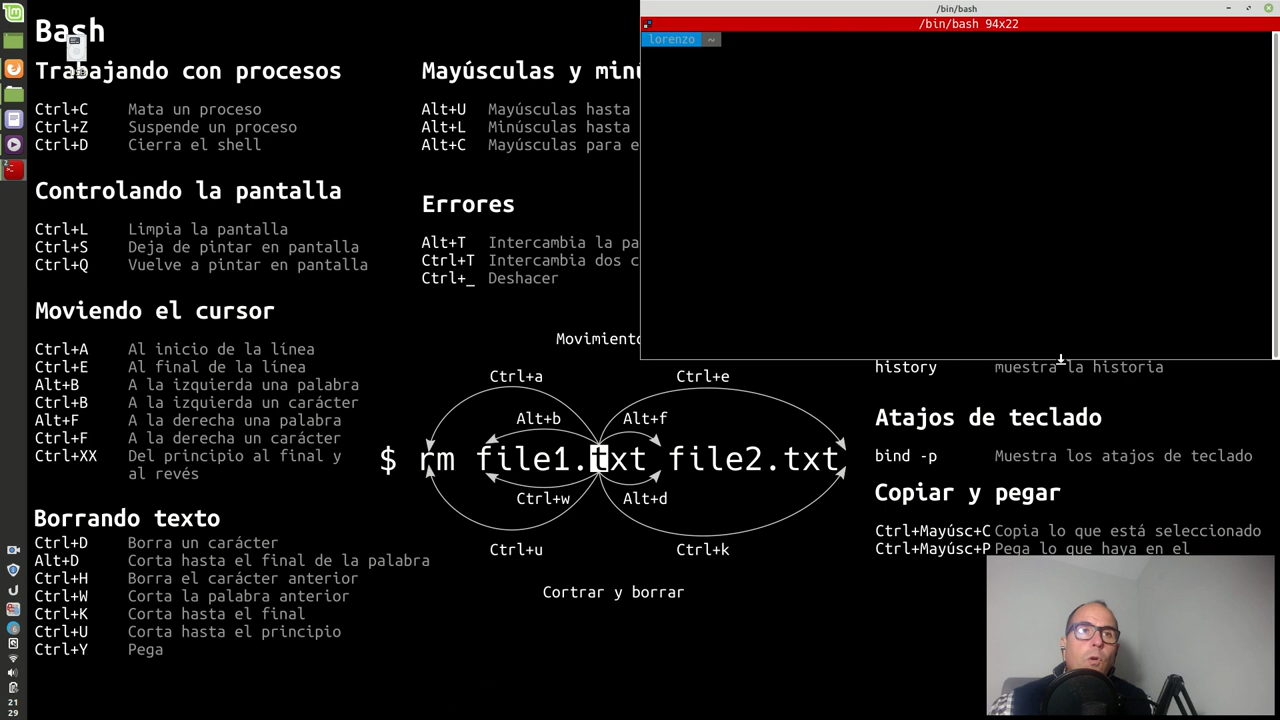 Bash
Trabajando con procesos
Ctrl+C Mata un proceso
Ctrl+Z Suspende un proceso
Ctrl+D Cierra el shell
Controlando la pantalla
Ctrl+L Limpia la pantalla
Ctrl+S Deja de pintar en pantalla
Ctrl+Q Vuelve a pintar en pantalla
Moviendo el cursor
Ctrl+A Al inicio de la línea
Ctrl+E Al final de la línea
Alt+B A la izquierda una palabra
Ctrl+B A la izquierda un carácter
Alt+F A la derecha una palabra
Ctrl+F A la derecha un carácter
Ctrl+XX Del principio al final y
al revés
Borrando texto
Ctrl+D Borra un carácter
Alt+D Corta hasta el final de la palabra
Ctrl+H Borra el carácter anterior
Ctrl+W Corta la palabra anterior
Ctrl+K Corta hasta el final
Ctrl+U Corta hasta el principio
Ctrl+Y Pega
Mayúsculas y minú
Alt+U Mayúsculas hasta
Alt+L Minúsculas hasta
Alt+C Mayúsculas para e
Errores
Alt+T Intercambia la pa
Ctrl+T Intercambia dos c
Ctrl+_ Deshacer
Movimiento
Ctrl+a Ctrl+e
Alt+b Alt+f
$ rm file1.txt file2.txt
Ctrl+w Alt+d
Ctrl+u Ctrl+k
Cortrar y borrar
/bin/bash
/bin/bash 94x22
lorenzo ~
history muestra la historia
Atajos de teclado
bind -p Muestra los atajos de teclado
Copiar y pegar
Ctrl+Mayúsc+C Copia lo que está seleccionado
Ctrl+Mayúsc+P Pega lo que haya en el
21
29